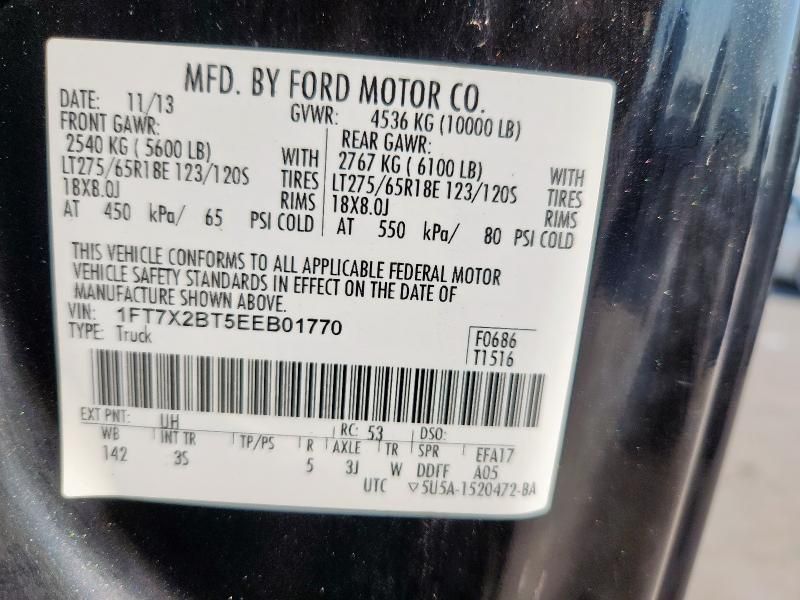 MFD. BY FORD MOTOR CO.
DATE: 11/13 GVWR: 4536 KG (10000 LB)
FRONT GAWR: REAR GAWR:
2540 KG ( 5600 LB) WITH 2767 KG ( 6100 LB) WITH
LT275/65R18E 123/120S TIRES LT275/65R18E 123/120S TIRES
18X8.0J RIMS 18X8.0J RIMS
AT 450 kPa/ 65 PSI COLD AT 550 kPa/ 80 PSI COLD
THIS VEHICLE CONFORMS TO ALL APPLICABLE FEDERAL MOTOR
VEHICLE SAFETY STANDARDS IN EFFECT ON THE DATE OF
MANUFACTURE SHOWN ABOVE.
VIN: 1FT7X2BT5EEB01770
TYPE: Truck
F0686
T1516
EXT PNT: UH RC: 53 DSO:
WB INT TR TP/PS R AXLE TR SPR EFA17
142 3S 5 3J W DDFF A05
UTC ▽5U5A-1520472-BA